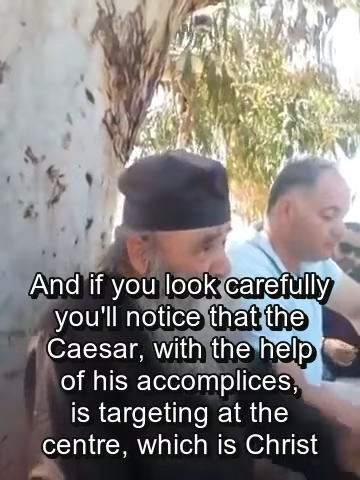 And if you look carefully
you'll notice that the
Caesar, with the help
of his accomplices,
is targeting at the
centre, which is Christ